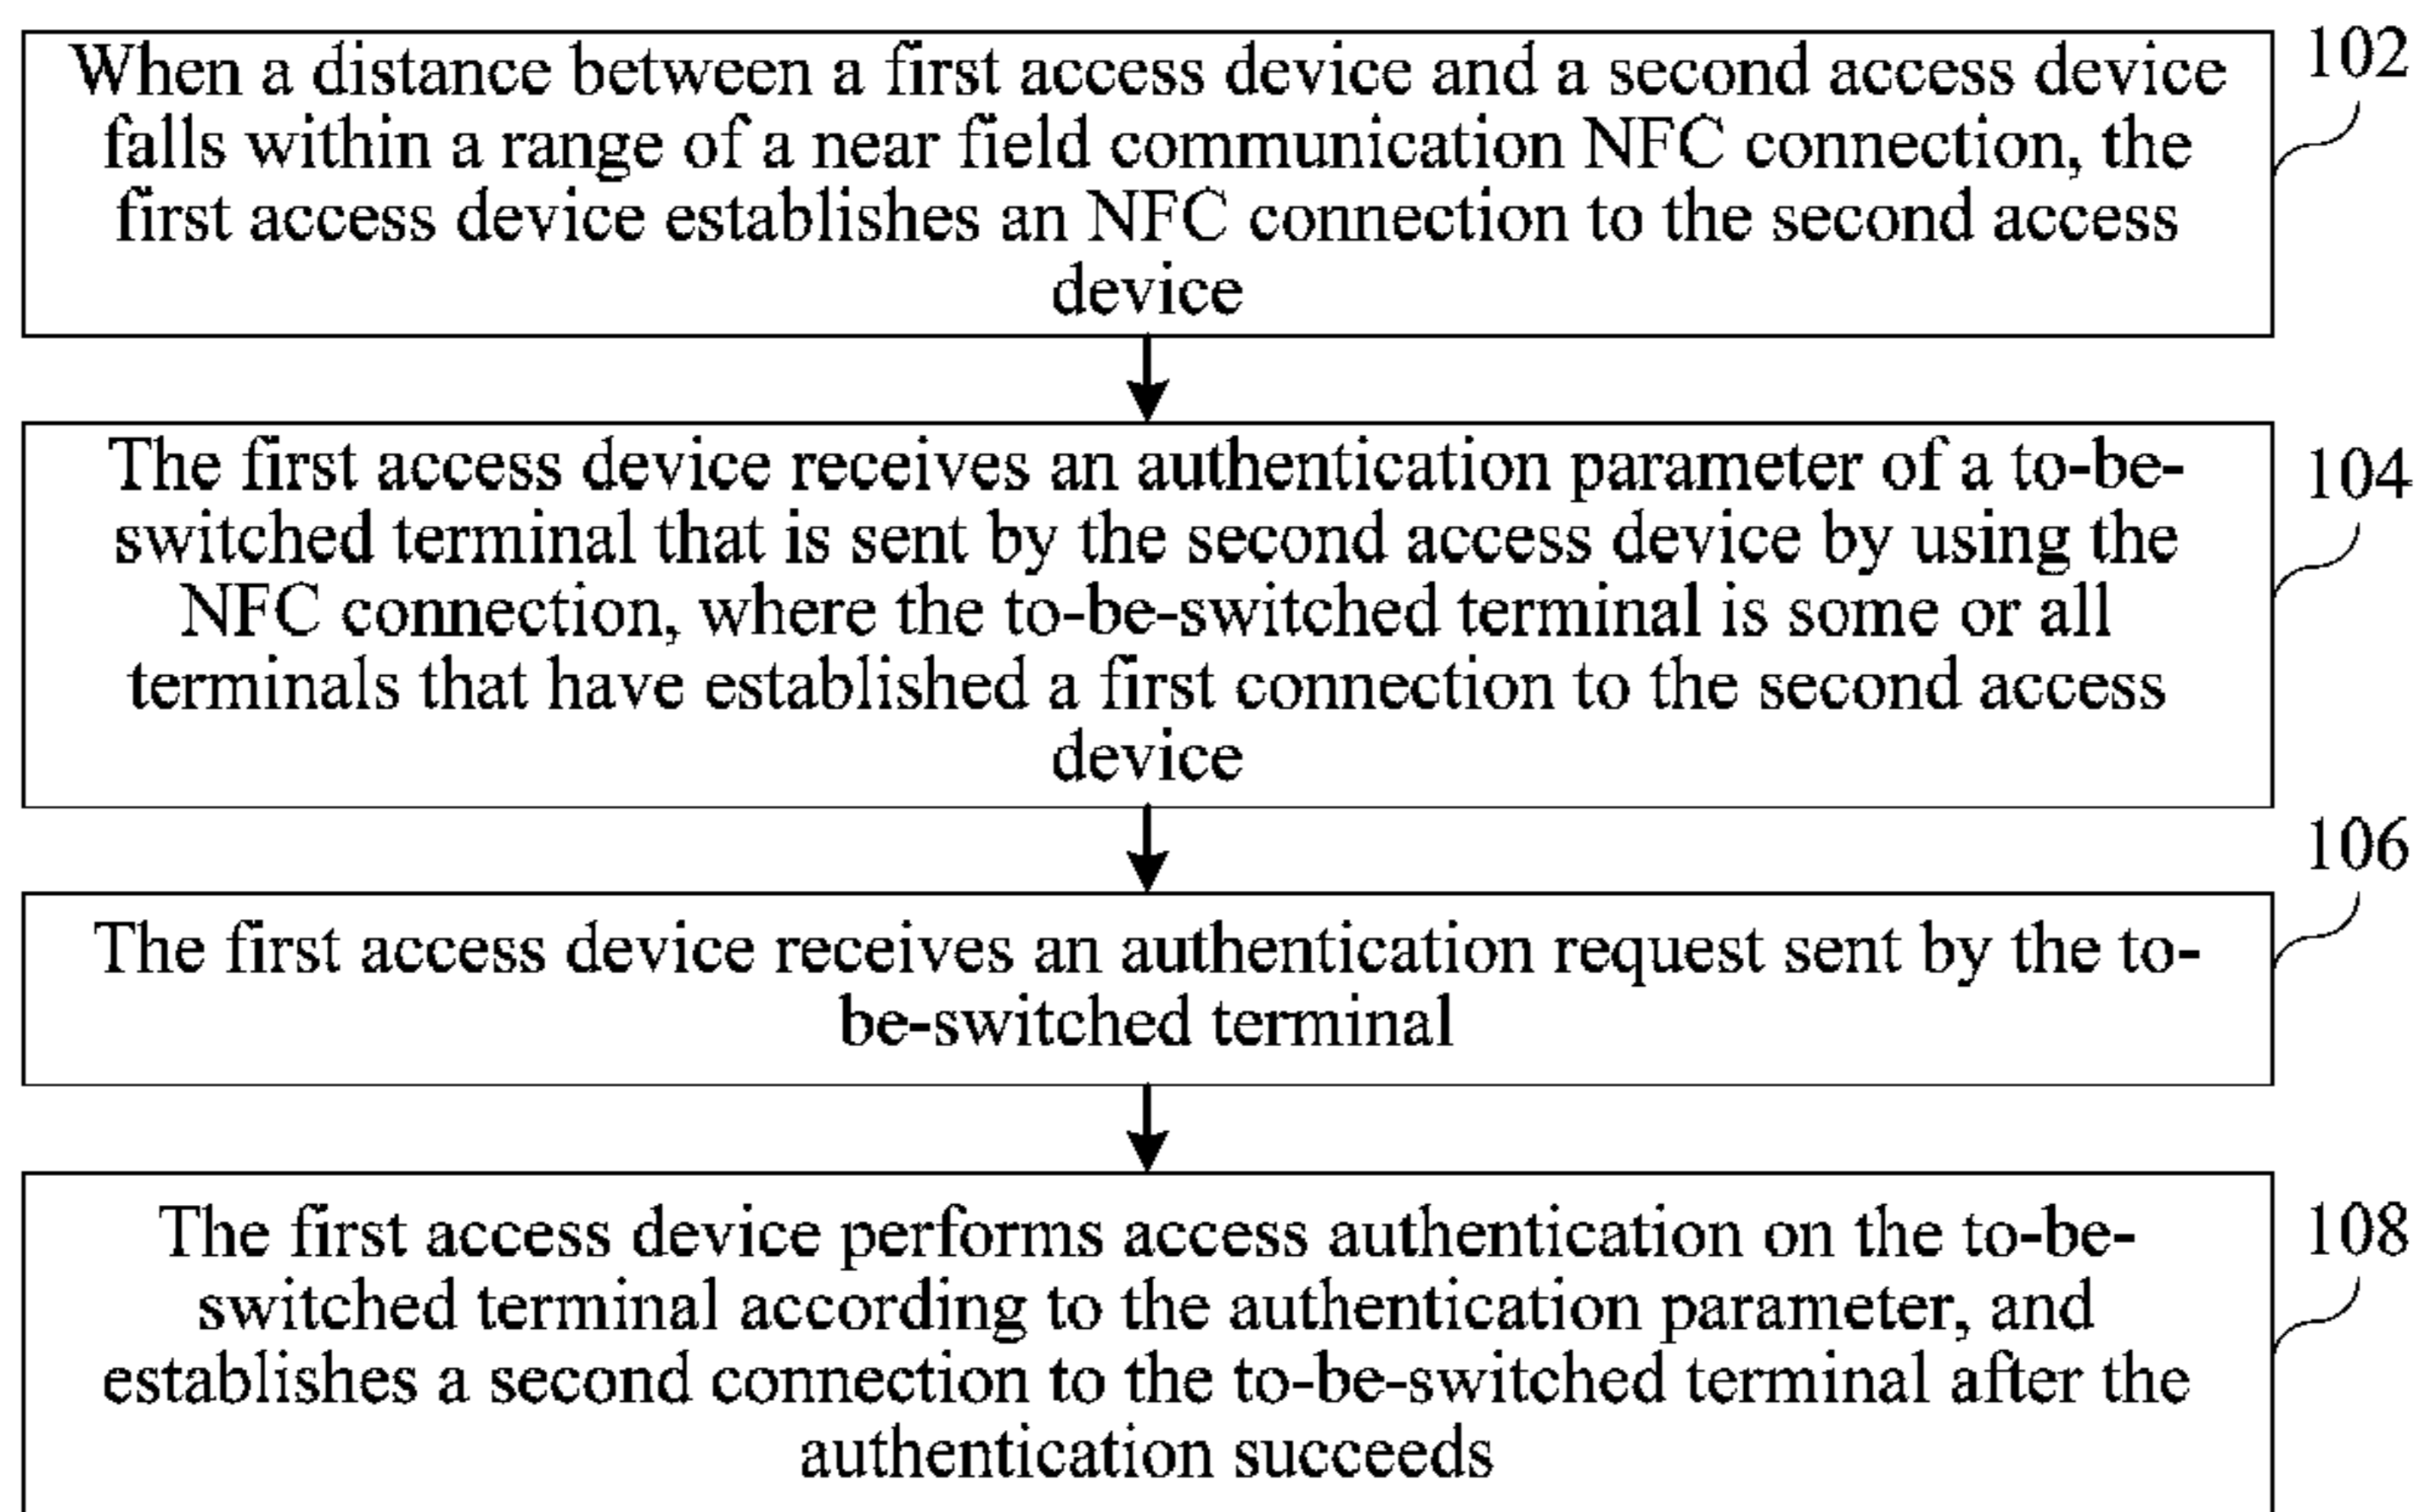 When a distance between a first access device and a second access device
falls within a range of a near field communication NFC connection, the
first access device establishes an NFC connection to the second access
device
102
The first access device receives an authentication parameter of a to-be-
switched terminal that is sent by the second access device by using the
NFC connection, where the to-be-switched terminal is some or all
terminals that have established a first connection to the second access
device
104
The first access device receives an authentication request sent by the to-
be-switched terminal
106
The first access device performs access authentication on the to-be-
switched terminal according to the authentication parameter, and
establishes a second connection to the to-be-switched terminal after the
authentication succeeds
108